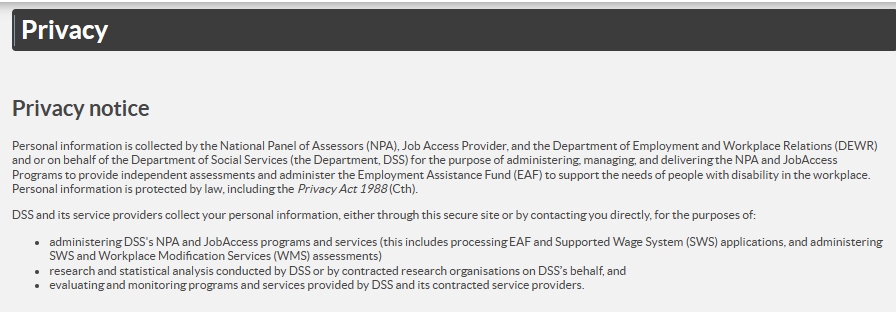 Privacy
Privacy notice
Personal information is collected by the National Panel of Assessors (NPA), Job Access Provider, and the Department of Employment and Workplace Relations (DEWR)
and or on behalf of the Department of Social Services (the Department, DSS) for the purpose of administering, managing, and delivering the NPA and JobAccess
Programs to provide independent assessments and administer the Employment Assistance Fund (EAF) to support the needs of people with disability in the workplace.
Personal information is protected by law, including the Privacy Act 1988 (Cth).
DSS and its service providers collect your personal information, either through this secure site or by contacting you directly, for the purposes of:
• administering DSS's NPA and JobAccess programs and services (this includes processing EAF and Supported Wage System (SWS) applications, and administering
SWS and Workplace Modification Services (WMS) assessments)
• research and statistical analysis conducted by DSS or by contracted research organisations on DSS’s behalf, and
• evaluating and monitoring programs and services provided by DSS and its contracted service providers.